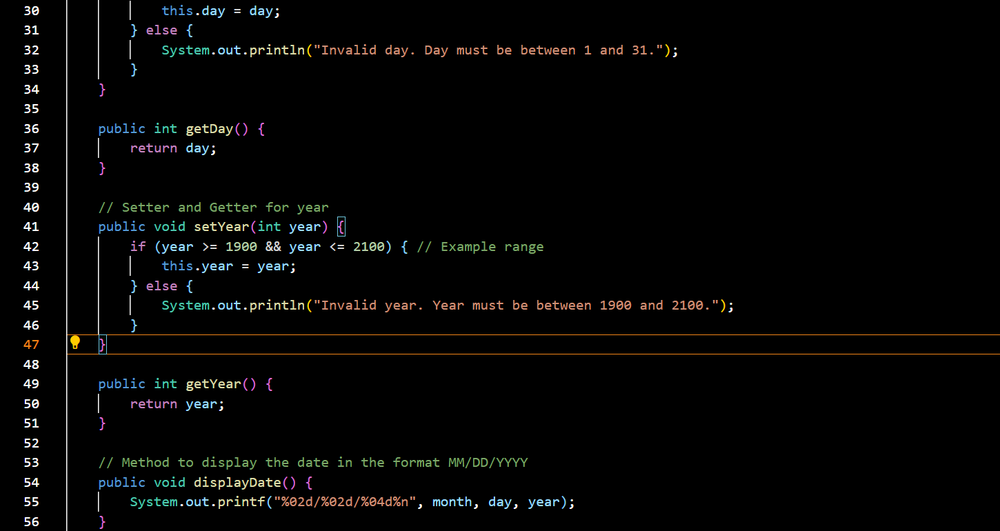 30 this.day = day;
31 } else {
32 System.out.println("Invalid day. Day must be between 1 and 31.");
33 }
34 }
35
36 public int getDay() {
37 return day;
38 }
39
40 // Setter and Getter for year
41 public void setYear(int year) {
42 if (year >= 1900 && year <= 2100) { // Example range
43 this.year = year;
44 } else {
45 System.out.println("Invalid year. Year must be between 1900 and 2100.");
46 }
47 }
48
49 public int getYear() {
50 return year;
51 }
52
53 // Method to display the date in the format MM/DD/YYYY
54 public void displayDate() {
55 System.out.printf("%02d/%02d/%04d%n", month, day, year);
56 }